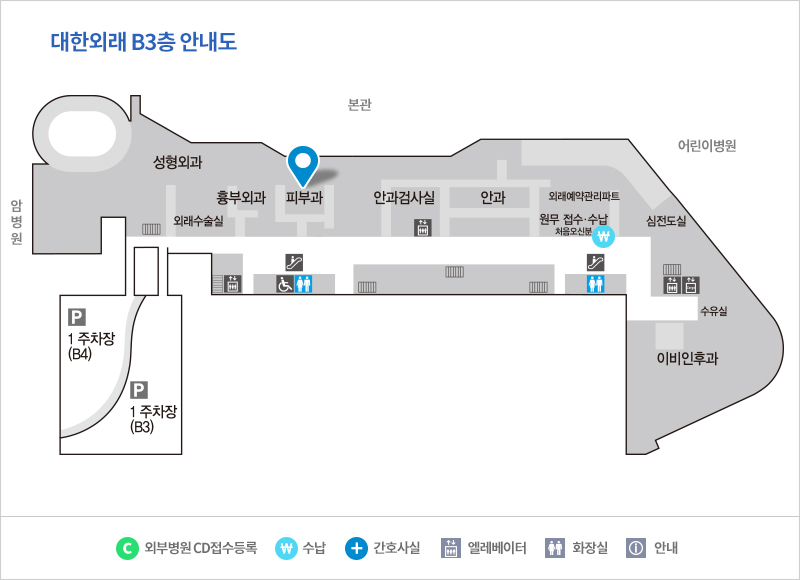 대한외래 B3층 안내도
본관
어린이병원
성형외과
암
병
원
흉부외과
피부과
안과검사실
안과
외래예약관리파트
외래수술실
원무 접수·수납
처음오신분
₩
심전도실
수유실
P
1 주차장
(B4)
이비인후과
P
1 주차장
(B3)
C 외부병원 CD접수등록
₩ 수납
간호사실
엘레베이터
화장실
안내